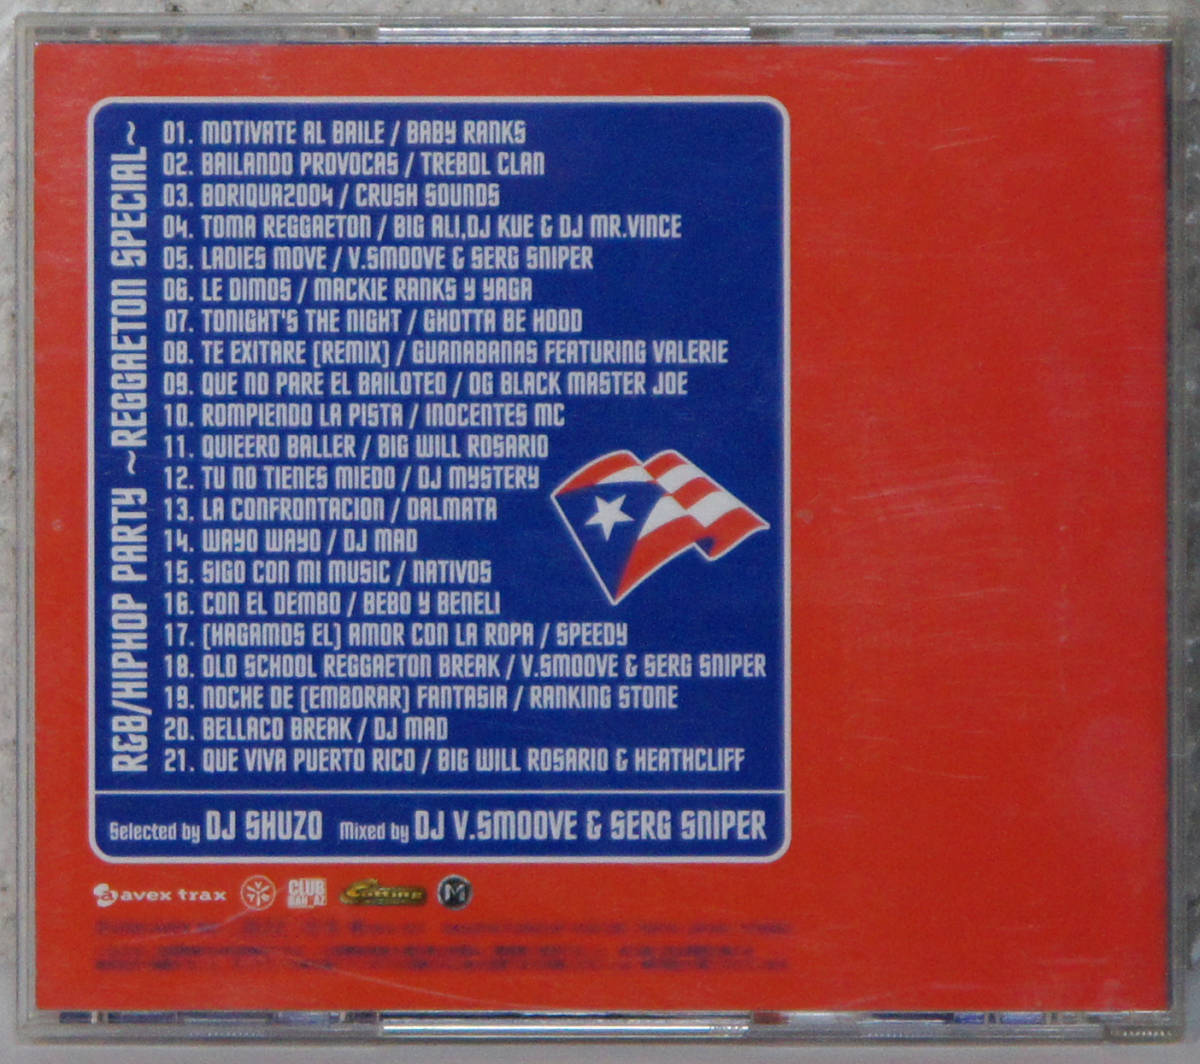 R&B/HIPHOP PARTY ~REGGAETON SPECIAL~
01. MOTIVATE AL BAILE / BABY RANKS
02. BAILANDO PROVOCAS / TREBOL CLAN
03. BORIQUA2004 / CRUSH SOUNDS
04. TOMA REGGAETON / BIG ALI,DJ KUE & DJ MR.VINCE
05. LADIES MOVE / V.SMOOVE & SERG SNIPER
06. LE DIMOS / MACKIE RANKS Y YAGA
07. TONIGHT'S THE NIGHT / GHOTTA BE HOOD
08. TE EXITARE (REMIX) / GUANABANAS FEATURING VALERIE
09. QUE NO PARE EL BAILOTEO / OG BLACK MASTER JOE
10. ROMPIENDO LA PISTA / INOCENTES MC
11. QUIEERO BALLER / BIG WILL ROSARIO
12. TU NO TIENES MIEDO / DJ MYSTERY
13. LA CONFRONTACION / DALMATA
14. WAYO WAYO / DJ MAD
15. SIGO CON MI MUSIC / NATIVOS
16. CON EL DEMBO / BEBO Y BENELI
17. (HAGAMOS EL) AMOR CON LA ROPA / SPEEDY
18. OLD SCHOOL REGGAETON BREAK / V.SMOOVE & SERG SNIPER
19. NOCHE DE (EMBORAR) FANTASIA / RANKING STONE
20. BELLACO BREAK / DJ MAD
21. QUE VIVA PUERTO RICO / BIG WILL ROSARIO & HEATHCLIFF
Selected by DJ SHUZO Mixed by DJ V.SMOOVE & SERG SNIPER
avex trax CLUB Cutting M